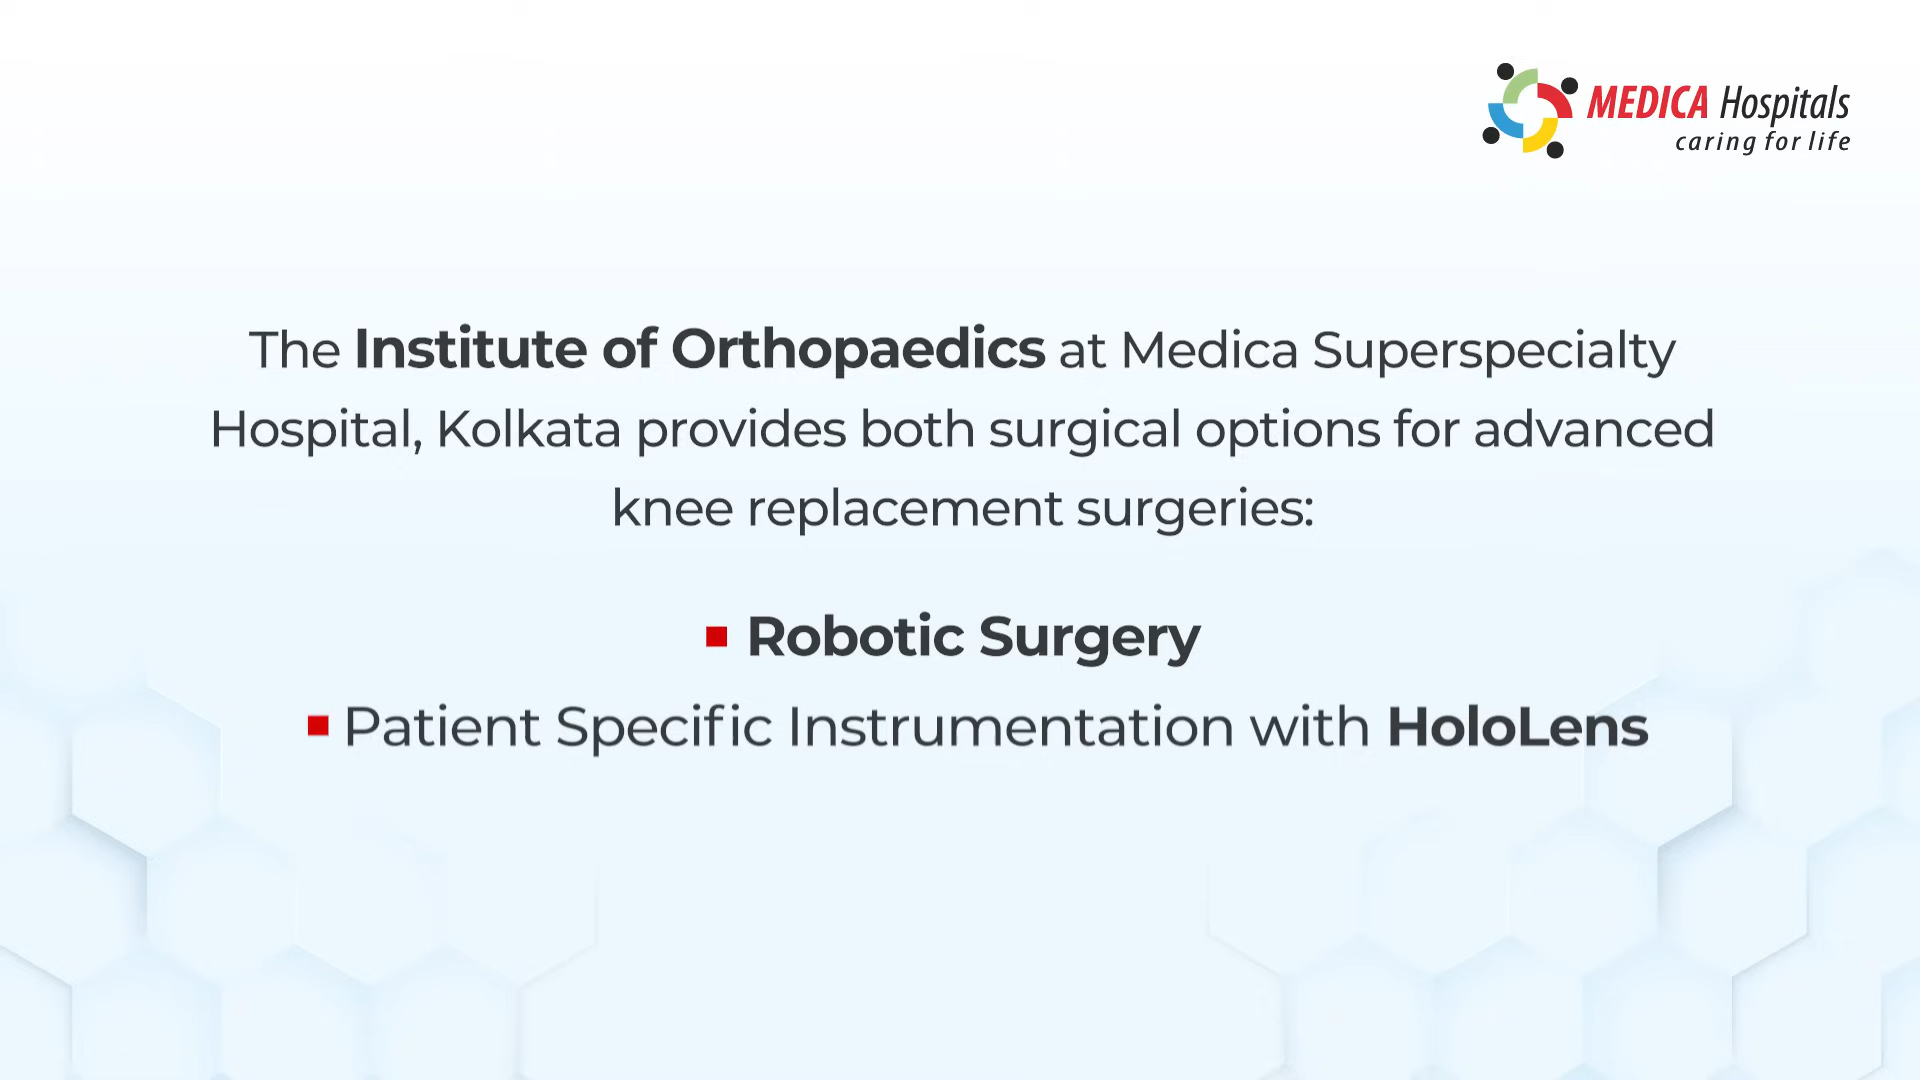 MEDICA Hospitals
caring for life
The Institute of Orthopaedics at Medica Superspecialty
Hospital, Kolkata provides both surgical options for advanced
knee replacement surgeries:
▪ Robotic Surgery
▪ Patient Specific Instrumentation with HoloLens